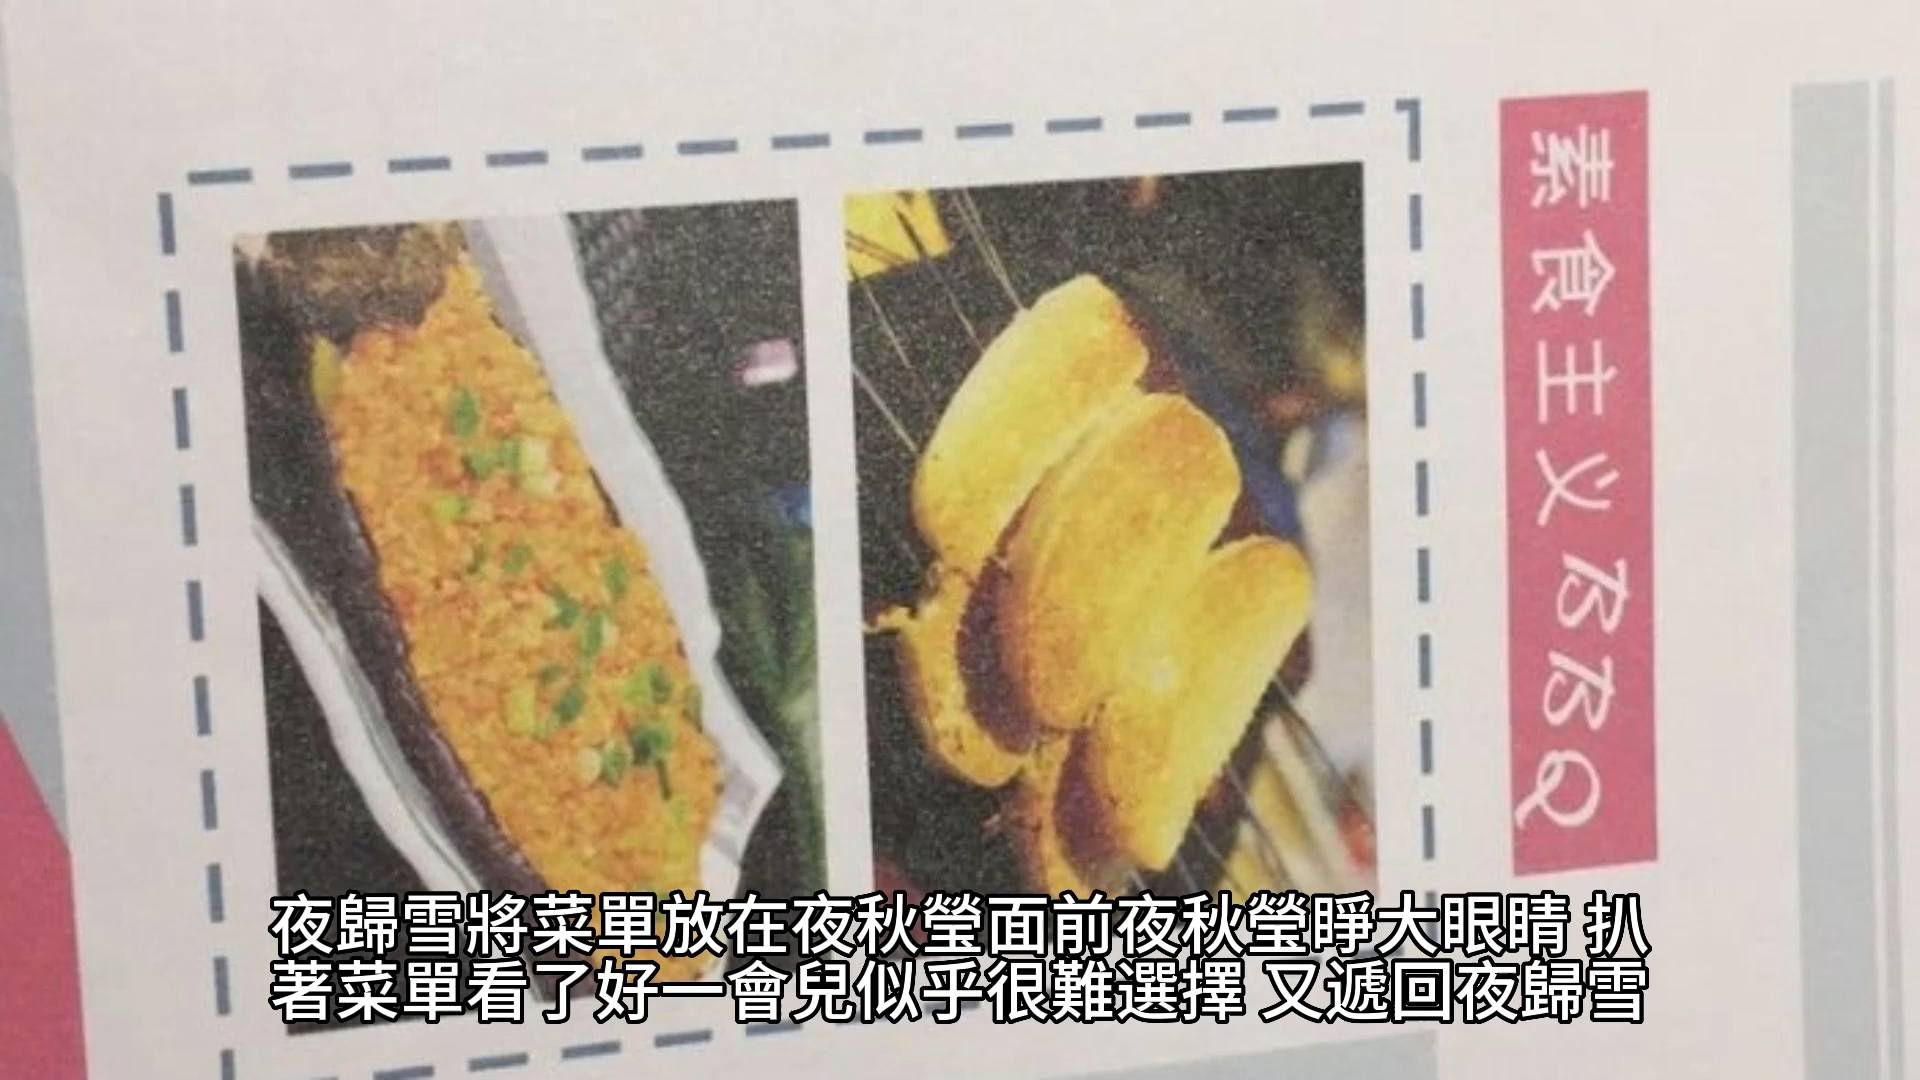 素食主义BBQ
夜歸雪將菜單放在夜秋瑩面前夜秋瑩睜大眼睛 扒
著菜單看了好一會兒似乎很難選擇 又遞回夜歸雪